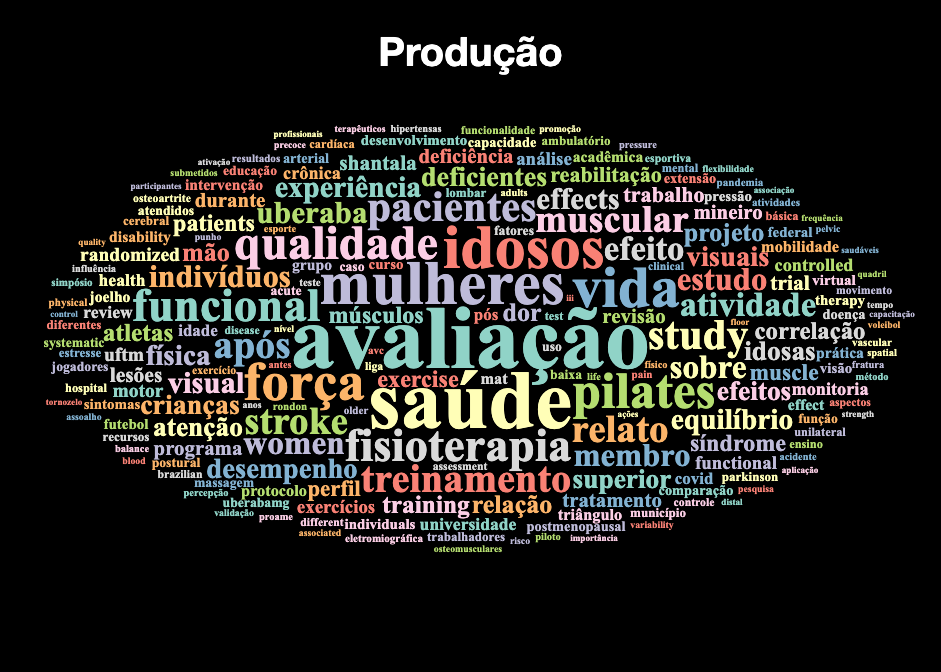 Produção
terapêuticos hipertensas funcionalidade promoção
profissionais
precoce cardíaca desenvolvimento capacidade ambulatório pressure
ativação resultados arterial shantala deficiência análise acadêmica esportiva
submetidos educação crônica deficientes reabilitação mental flexibilidade
participantes intervenção experiência lombar adults effects extensão pandemia
osteoartrite durante uberaba pacientes trabalho pressão associação
atendidos patients esporte fatores muscular mineiro básica atividades frequência
cerebral punho qualidade idosos efeito projeto federal pelvic
quality disability mão visuais mobilidade saudáveis
randomized grupo caso curso clinical controlled
influência health indivíduos teste mulheres vida estudo trial virtual quadril
simpósio joelho acute iii atividade therapy movimento
physical review funcional músculos pós dor test revisão doença tempo
control diferentes atletas idade disease nível avaliação study floor correlação capacitação voleibol
systematic uftm física após avc uso idosas prática vascular
estresse antes liga físico sobre visão spatial
jogadores lesões exercício exercise mat baixa life pain muscle fratura método
hospital motor visual força saúde pilates efeitos monitoria
tornozelo sintomas crianças anos rondon older ações effect aspectos
assoalho futebol atenção stroke relato equilíbrio função strength
recursos women fisioterapia síndrome unilateral
balance programa membro functional ensino
blood postural desempenho assessment acidente
brazilian massagem treinamento superior covid parkinson aplicação
percepção protocolo perfil tratamento comparação pesquisa
uberabamg exercícios training relação controle distal
validação proame different individuals universidade triângulo município
associated postmenopausal variability
eletromiográfica trabalhadores risco piloto importância
osteomusculares